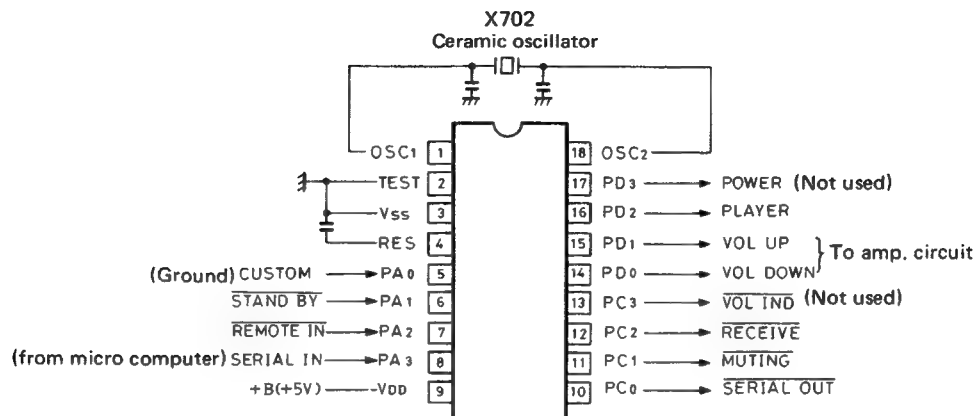 X702
Ceramic oscillator
OSC1 1 18 OSC2
TEST 2 17 PD3 POWER (Not used)
Vss 3 16 PD2 PLAYER
RES 4 15 PD1 VOL UP
To amp. circuit
(Ground) CUSTOM PA0 5 14 PD0 VOL DOWN
STAND BY PA1 6 13 PC3 VOL IND (Not used)
REMOTE IN PA2 7 12 PC2 RECEIVE
(from micro computer) SERIAL IN PA3 8 11 PC1 MUTING
+B(+5V) VDD 9 10 PC0 SERIAL OUT